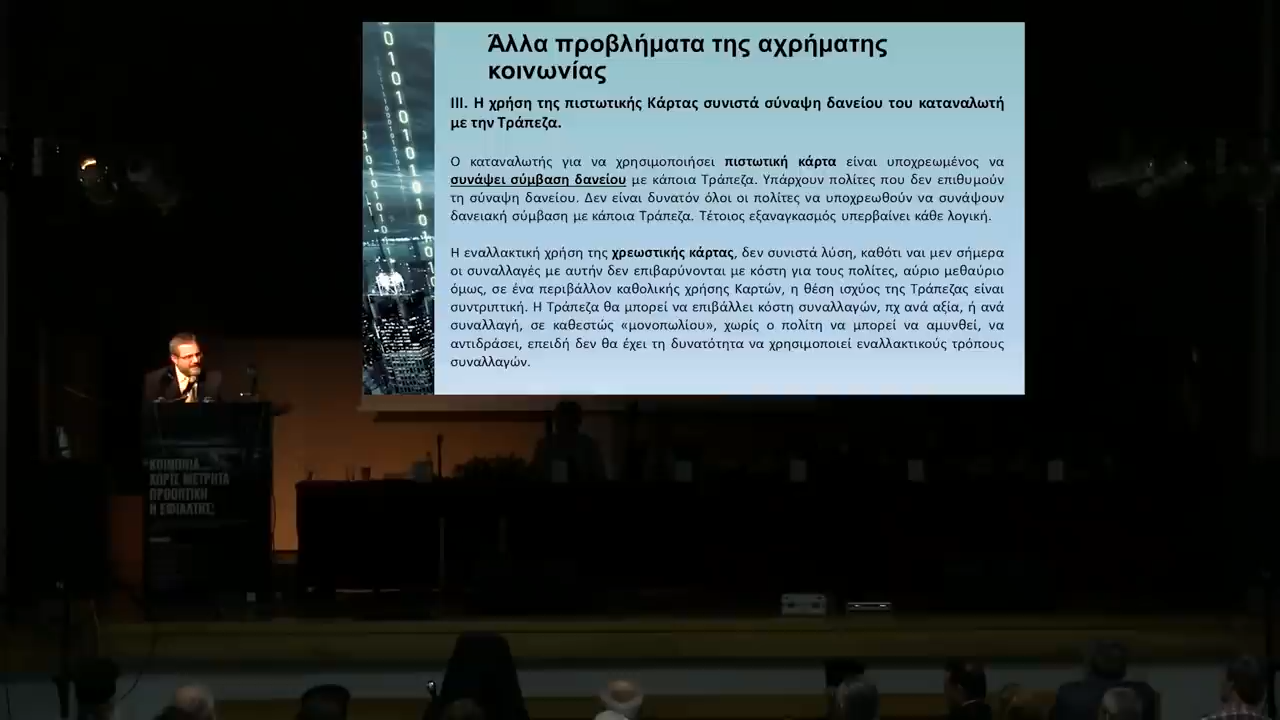 Άλλα προβλήματα της αχρήματης
κοινωνίας
III. Η χρήση της πιστωτικής Κάρτας συνιστά σύναψη δανείου του καταναλωτή
με την Τράπεζα.
Ο καταναλωτής για να χρησιμοποιήσει πιστωτική κάρτα είναι υποχρεωμένος να
συνάψει σύμβαση δανείου με κάποια Τράπεζα. Υπάρχουν πολίτες που δεν επιθυμούν
τη σύναψη δανείου. Δεν είναι δυνατόν όλοι οι πολίτες να υποχρεωθούν να συνάψουν
δανειακή σύμβαση με κάποια Τράπεζα. Τέτοιος εξαναγκασμός υπερβαίνει κάθε λογική.
Η εναλλακτική χρήση της χρεωστικής κάρτας, δεν συνιστά λύση, καθότι ναι μεν σήμερα
οι συναλλαγές με αυτήν δεν επιβαρύνονται με κόστη για τους πολίτες, αύριο μεθαύριο
όμως, σε ένα περιβάλλον καθολικής χρήσης Καρτών, η θέση ισχύος της Τράπεζας είναι
συντριπτική. Η Τράπεζα θα μπορεί να επιβάλλει κόστη συναλλαγών, πχ ανά αξία, ή ανά
συναλλαγή, σε καθεστώς «μονοπωλίου», χωρίς ο πολίτη να μπορεί να αμυνθεί, να
αντιδράσει, επειδή δεν θα έχει τη δυνατότητα να χρησιμοποιεί εναλλακτικούς τρόπους
συναλλαγών.
ΚΟΙΝΩΝΙΑ
ΧΩΡΙΣ ΜΕΤΡΗΤΑ
ΠΡΟΟΠΤΙΚΗ
Η ΕΦΙΑΛΤΗΣ;